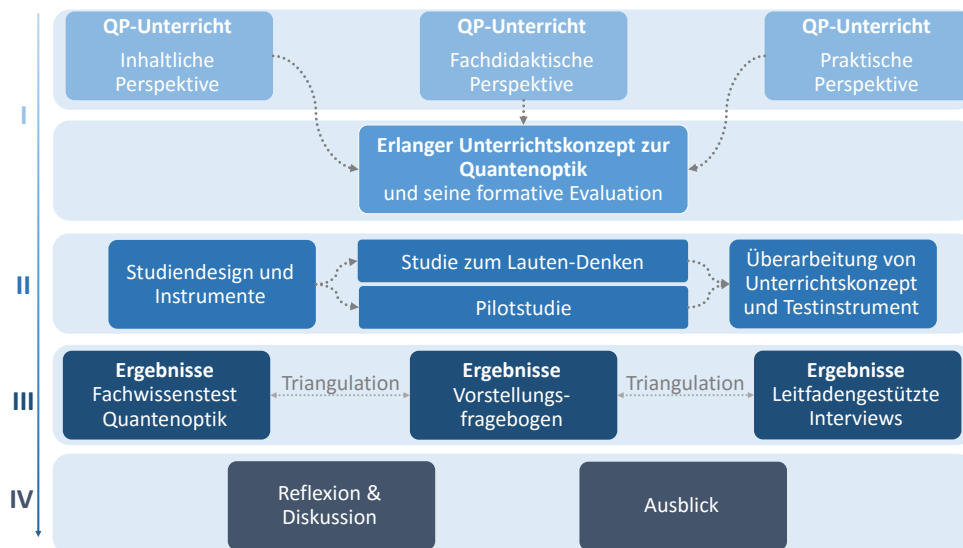 QP-Unterricht
Inhaltliche
Perspektive
QP-Unterricht
Fachdidaktische
Perspektive
QP-Unterricht
Praktische
Perspektive
I
Erlanger Unterrichtskonzept zur
Quantenoptik
und seine formative Evaluation
II
Studiendesign und
Instrumente
Studie zum Lauten-Denken
Pilotstudie
Überarbeitung von
Unterrichtskonzept
und Testinstrument
III
Ergebnisse
Fachwissenstest
Quantenoptik
Triangulation
Ergebnisse
Vorstellungs-
fragebogen
Triangulation
Ergebnisse
Leitfadengestützte
Interviews
IV
Reflexion &
Diskussion
Ausblick